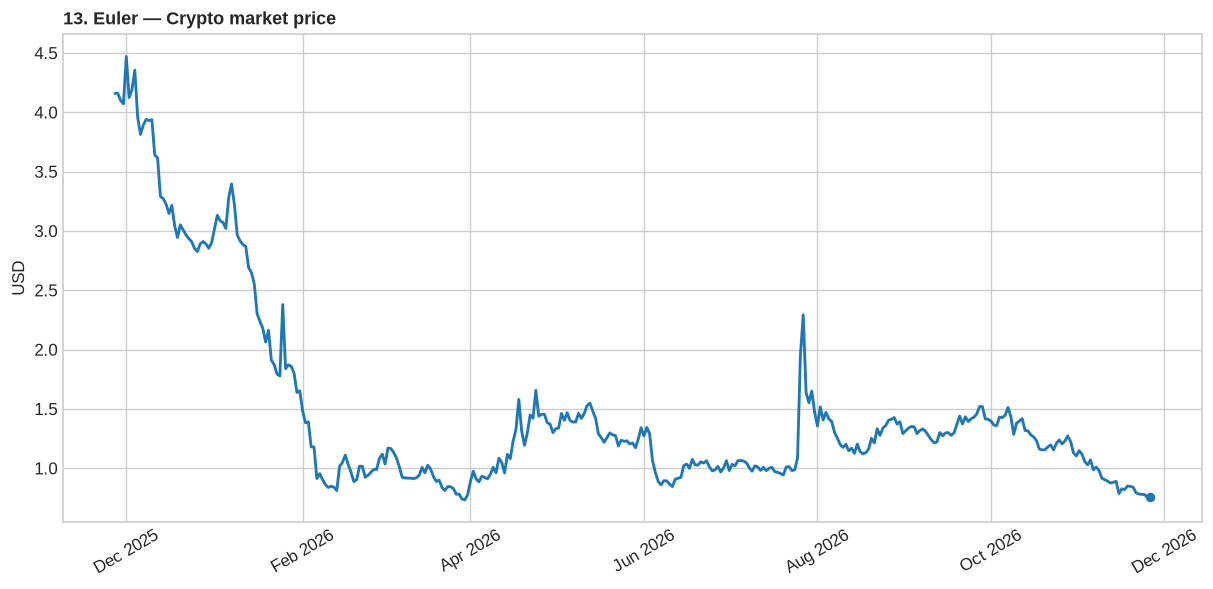 13. Euler — Crypto market price
USD
4.5
4.0
3.5
3.0
2.5
2.0
1.5
1.0
Dec 2025
Feb 2026
Apr 2026
Jun 2026
Aug 2026
Oct 2026
Dec 2026